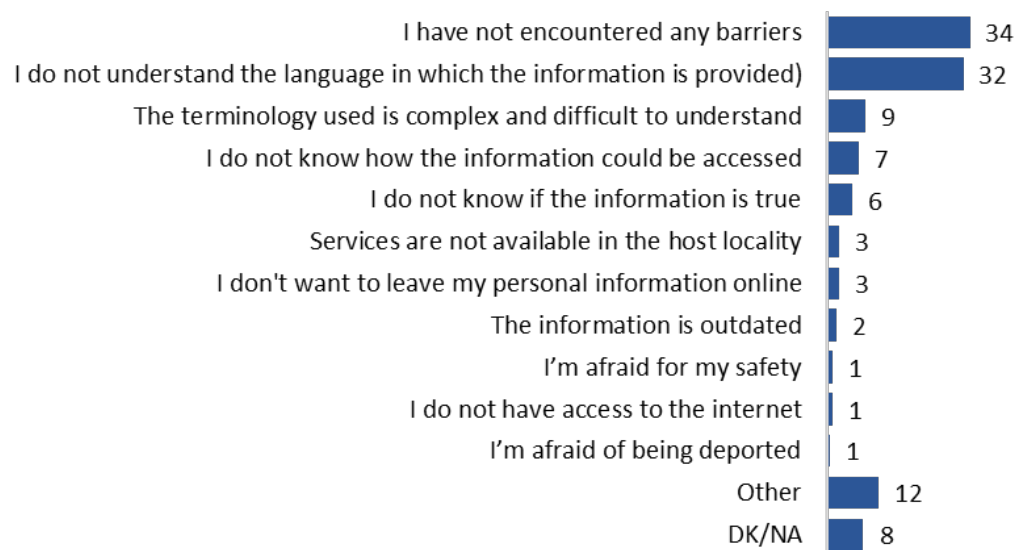 I have not encountered any barriers 34
I do not understand the language in which the information is provided) 32
The terminology used is complex and difficult to understand 9
I do not know how the information could be accessed 7
I do not know if the information is true 6
Services are not available in the host locality 3
I don't want to leave my personal information online 3
The information is outdated 2
I’m afraid for my safety 1
I do not have access to the internet 1
I’m afraid of being deported 1
Other 12
DK/NA 8